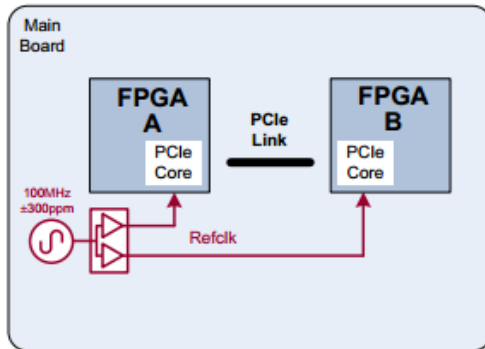 Main
Board
FPGA
A
PCIe
Core
PCIe
Link
FPGA
B
PCIe
Core
100MHz
±300ppm
Refclk